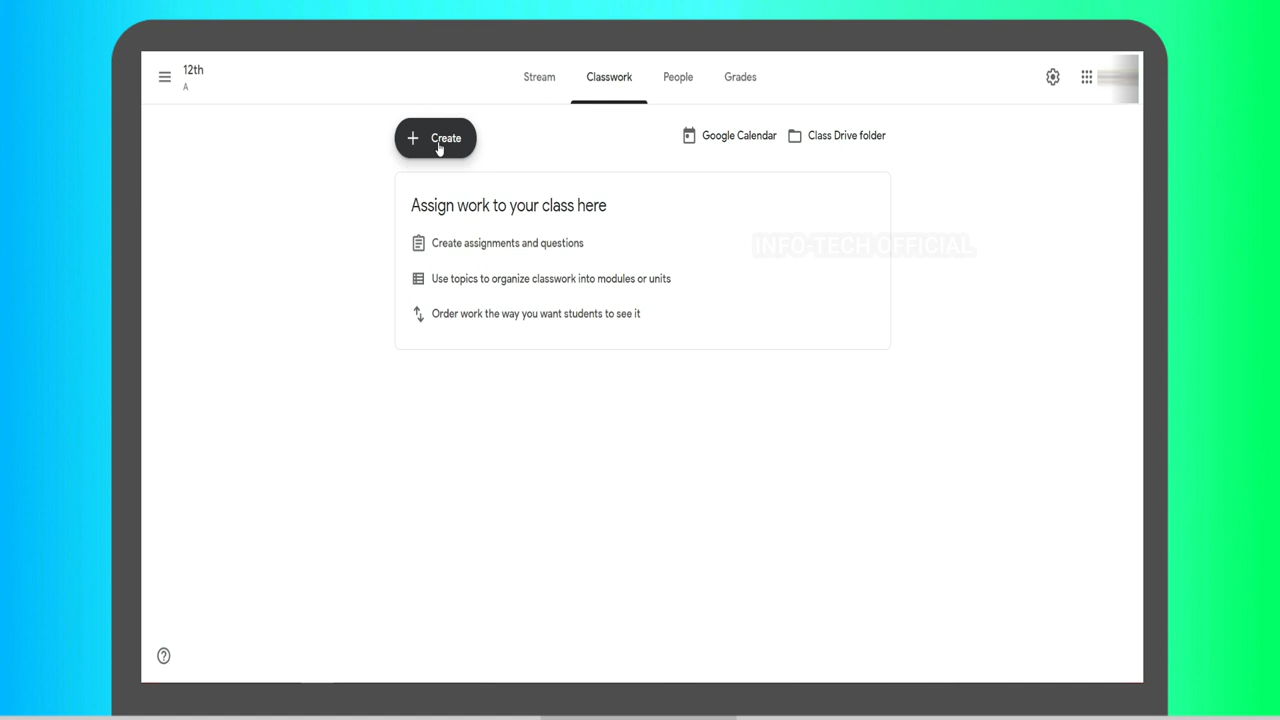 12th
A
Stream
Classwork
People
Grades
Create
Google Calendar
Class Drive folder
Assign work to your class here
Create assignments and questions
INFO-TECH OFFICIAL
Use topics to organize classwork into modules or units
Order work the way you want students to see it